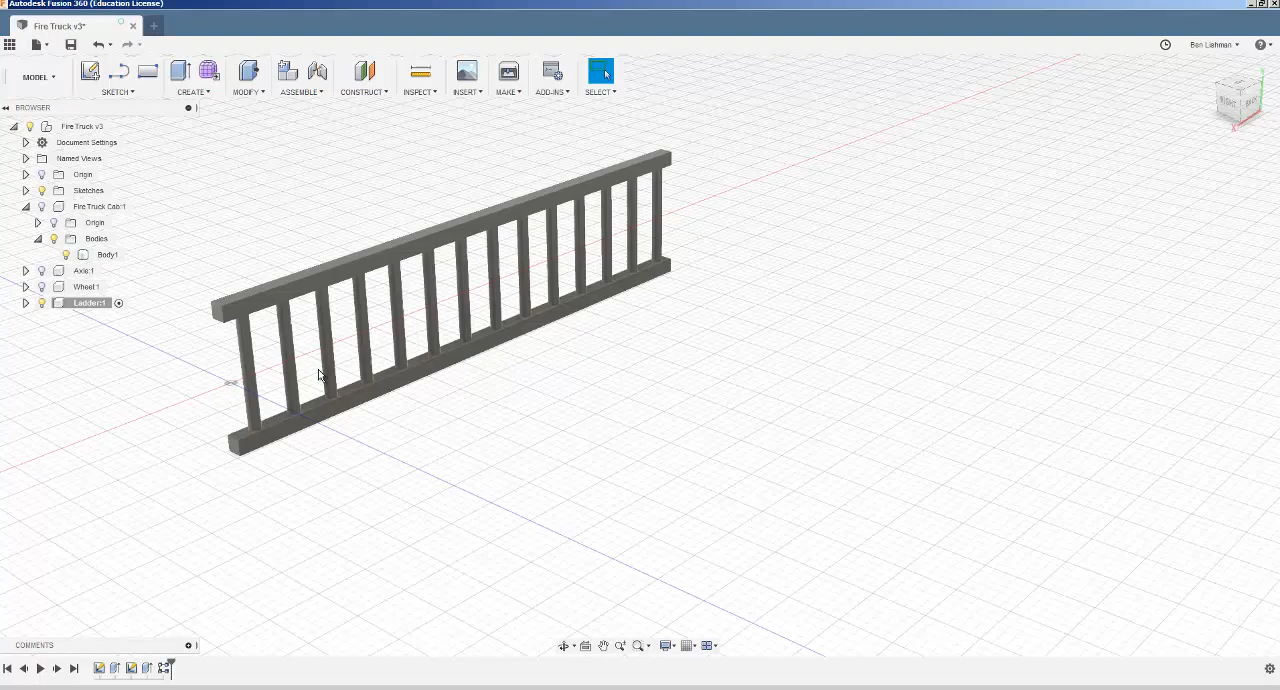 Autodesk Fusion 360 (Education License)
Fire Truck v3*
Ben Lishman
MODEL
SKETCH
CREATE
MODIFY
ASSEMBLE
CONSTRUCT
INSPECT
INSERT
MAKE
ADD-INS
SELECT
BROWSER
RIGHT
BACK
Fire Truck v3
Document Settings
Named Views
Origin
Sketches
Fire Truck Cab:1
Origin
Bodies
Body1
Axle:1
Wheel:1
Ladder:1
COMMENTS